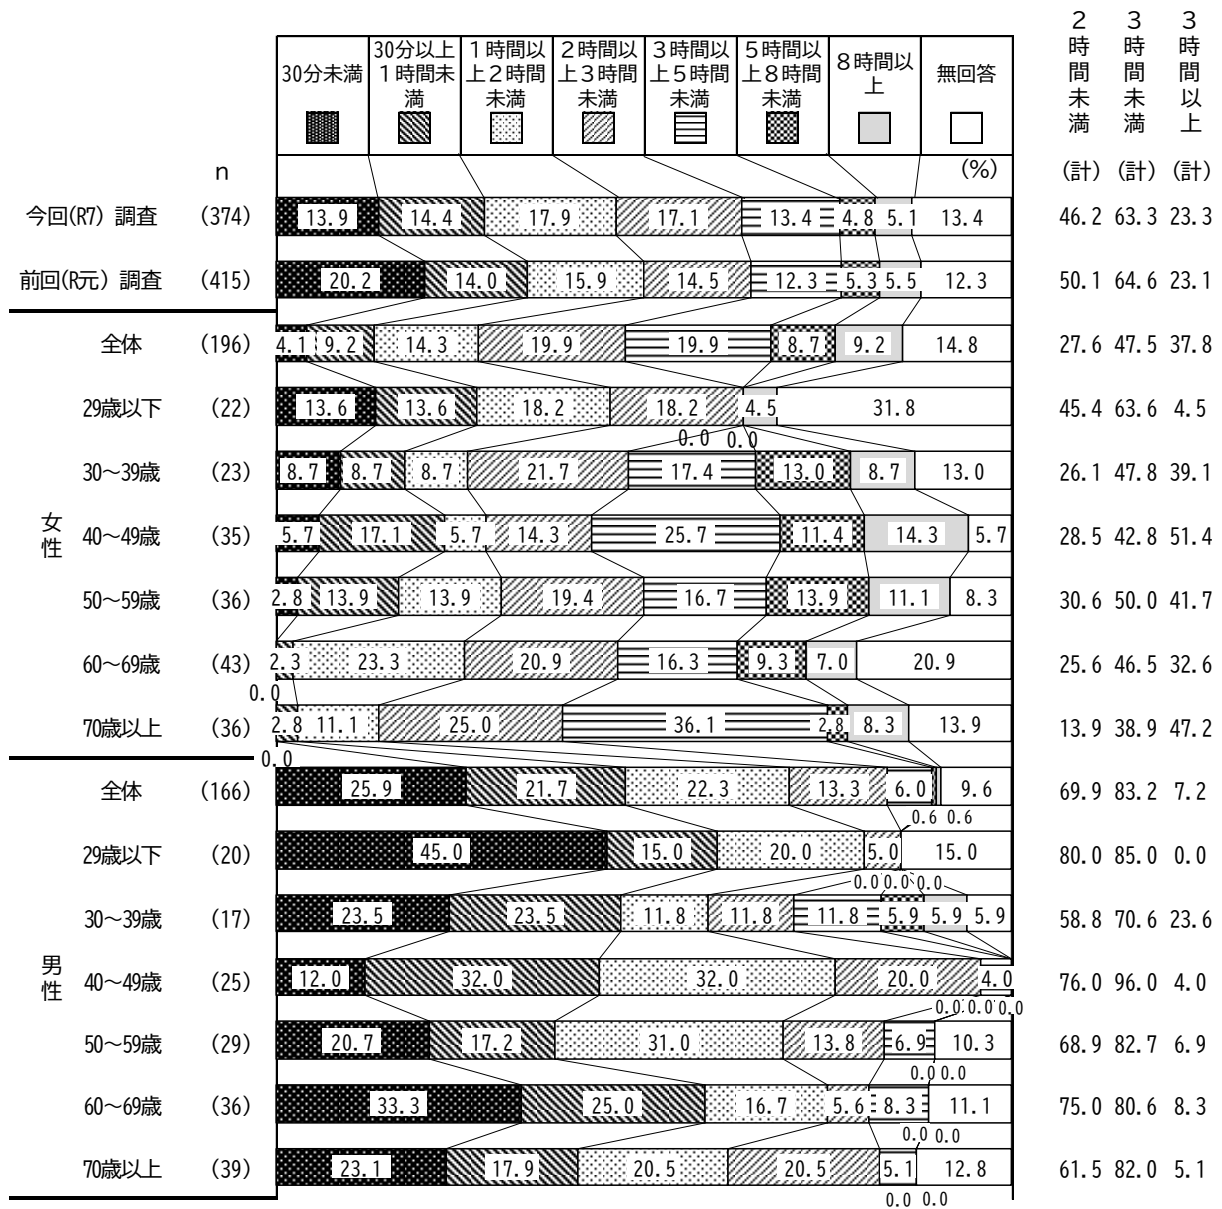 ２時間未満
３時間未満
３時間以上
30分未満
30分以上１時間未満
１時間以上２時間未満
２時間以上３時間未満
３時間以上５時間未満
５時間以上８時間未満
８時間以上
無回答
n (%) (計) (計) (計)
今回(R7) 調査 (374) 13.9 14.4 17.9 17.1 13.4 4.8 5.1 13.4 46.2 63.3 23.3
前回(R元) 調査 (415) 20.2 14.0 15.9 14.5 12.3 5.3 5.5 12.3 50.1 64.6 23.1
全体 (196) 4.1 9.2 14.3 19.9 19.9 8.7 9.2 14.8 27.6 47.5 37.8
29歳以下 (22) 13.6 13.6 18.2 18.2 4.5 31.8 45.4 63.6 4.5
0.0 0.0
30～39歳 (23) 8.7 8.7 8.7 21.7 17.4 13.0 8.7 13.0 26.1 47.8 39.1
女性
40～49歳 (35) 5.7 17.1 5.7 14.3 25.7 11.4 14.3 5.7 28.5 42.8 51.4
50～59歳 (36) 2.8 13.9 13.9 19.4 16.7 13.9 11.1 8.3 30.6 50.0 41.7
60～69歳 (43) 2.3 23.3 20.9 16.3 9.3 7.0 20.9 25.6 46.5 32.6
0.0
70歳以上 (36) 2.8 11.1 25.0 36.1 2.8 8.3 13.9 13.9 38.9 47.2
0.0
全体 (166) 25.9 21.7 22.3 13.3 6.0 9.6 69.9 83.2 7.2
0.6 0.6
29歳以下 (20) 45.0 15.0 20.0 5.0 15.0 80.0 85.0 0.0
0.0 0.0 0.0
30～39歳 (17) 23.5 23.5 11.8 11.8 11.8 5.9 5.9 5.9 58.8 70.6 23.6
男性
40～49歳 (25) 12.0 32.0 32.0 20.0 4.0 76.0 96.0 4.0
0.0 0.0 0.0
50～59歳 (29) 20.7 17.2 31.0 13.8 6.9 10.3 68.9 82.7 6.9
0.0 0.0
60～69歳 (36) 33.3 25.0 16.7 5.6 8.3 11.1 75.0 80.6 8.3
0.0 0.0
70歳以上 (39) 23.1 17.9 20.5 20.5 5.1 12.8 61.5 82.0 5.1
0.0 0.0